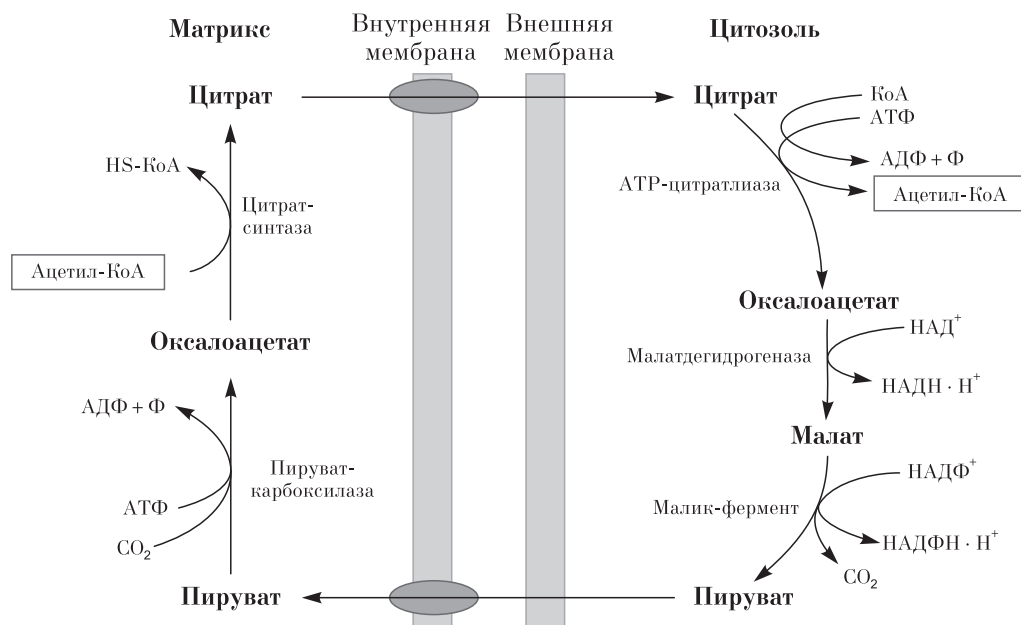 Матрикс
Внутренняя
мембрана
Внешняя
мембрана
Цитозоль
Цитрат
HS-КоА
Цитрат-
синтаза
Ацетил-КоА
Оксалоацетат
АДФ + Ф
Пируват-
карбоксилаза
АТФ
CO₂
Пируват
Цитрат
КоА
АТФ
АДФ + Ф
АТР-цитратлиаза
Ацетил-КоА
Оксалоацетат
НАД⁺
Малатдегидрогеназа
НАДН · Н⁺
Малат
НАДФ⁺
Малик-фермент
НАДФН · Н⁺
CO₂
Пируват